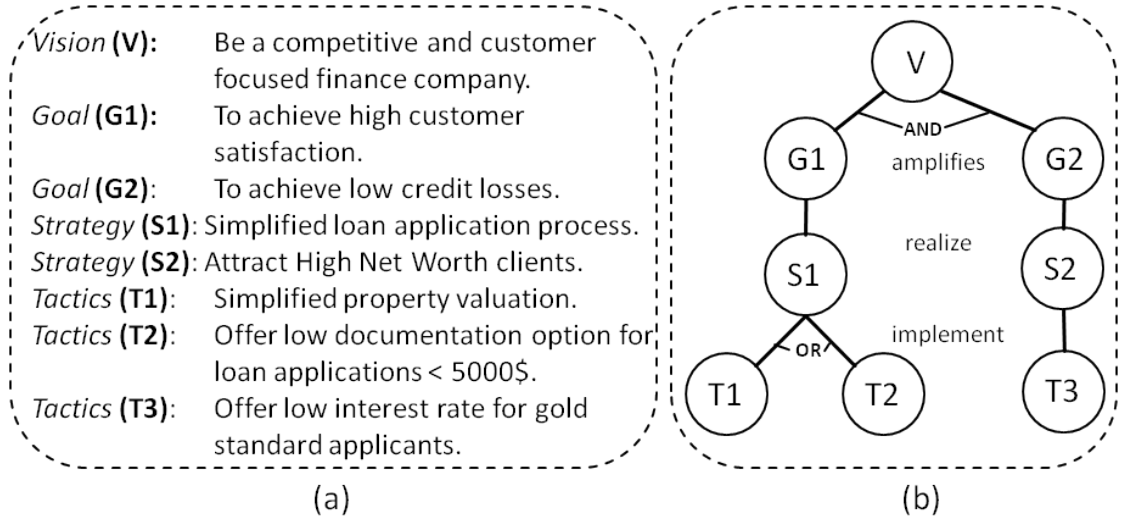 Vision (V): Be a competitive and customer
focused finance company.
Goal (G1): To achieve high customer
satisfaction.
Goal (G2): To achieve low credit losses.
Strategy (S1): Simplified loan application process.
Strategy (S2): Attract High Net Worth clients.
Tactics (T1): Simplified property valuation.
Tactics (T2): Offer low documentation option for
loan applications < 5000$.
Tactics (T3): Offer low interest rate for gold
standard applicants.
(a)
V
AND
G1 amplifies G2
realize
S1 S2
implement
OR
T1 T2 T3
(b)